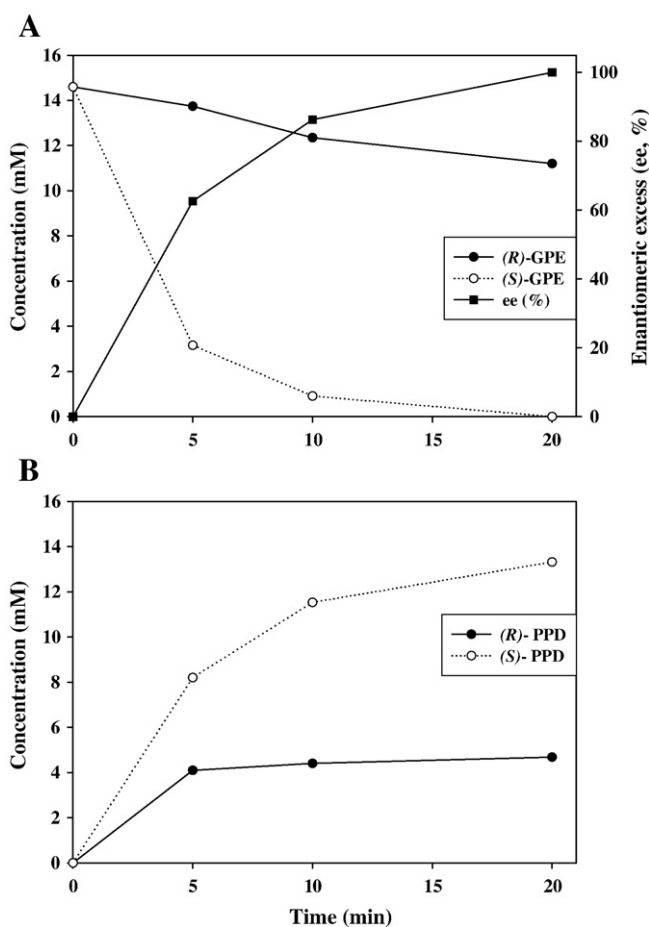 A
16
14
12
10
8
6
4
2
0
Concentration (mM)
100
80
60
40
20
0
Enantiomeric excess (ee, %)
(R)-GPE
(S)-GPE
ee (%)
0 5 10 15 20
B
16
14
12
10
8
6
4
2
0
Concentration (mM)
(R)- PPD
(S)- PPD
0 5 10 15 20
Time (min)